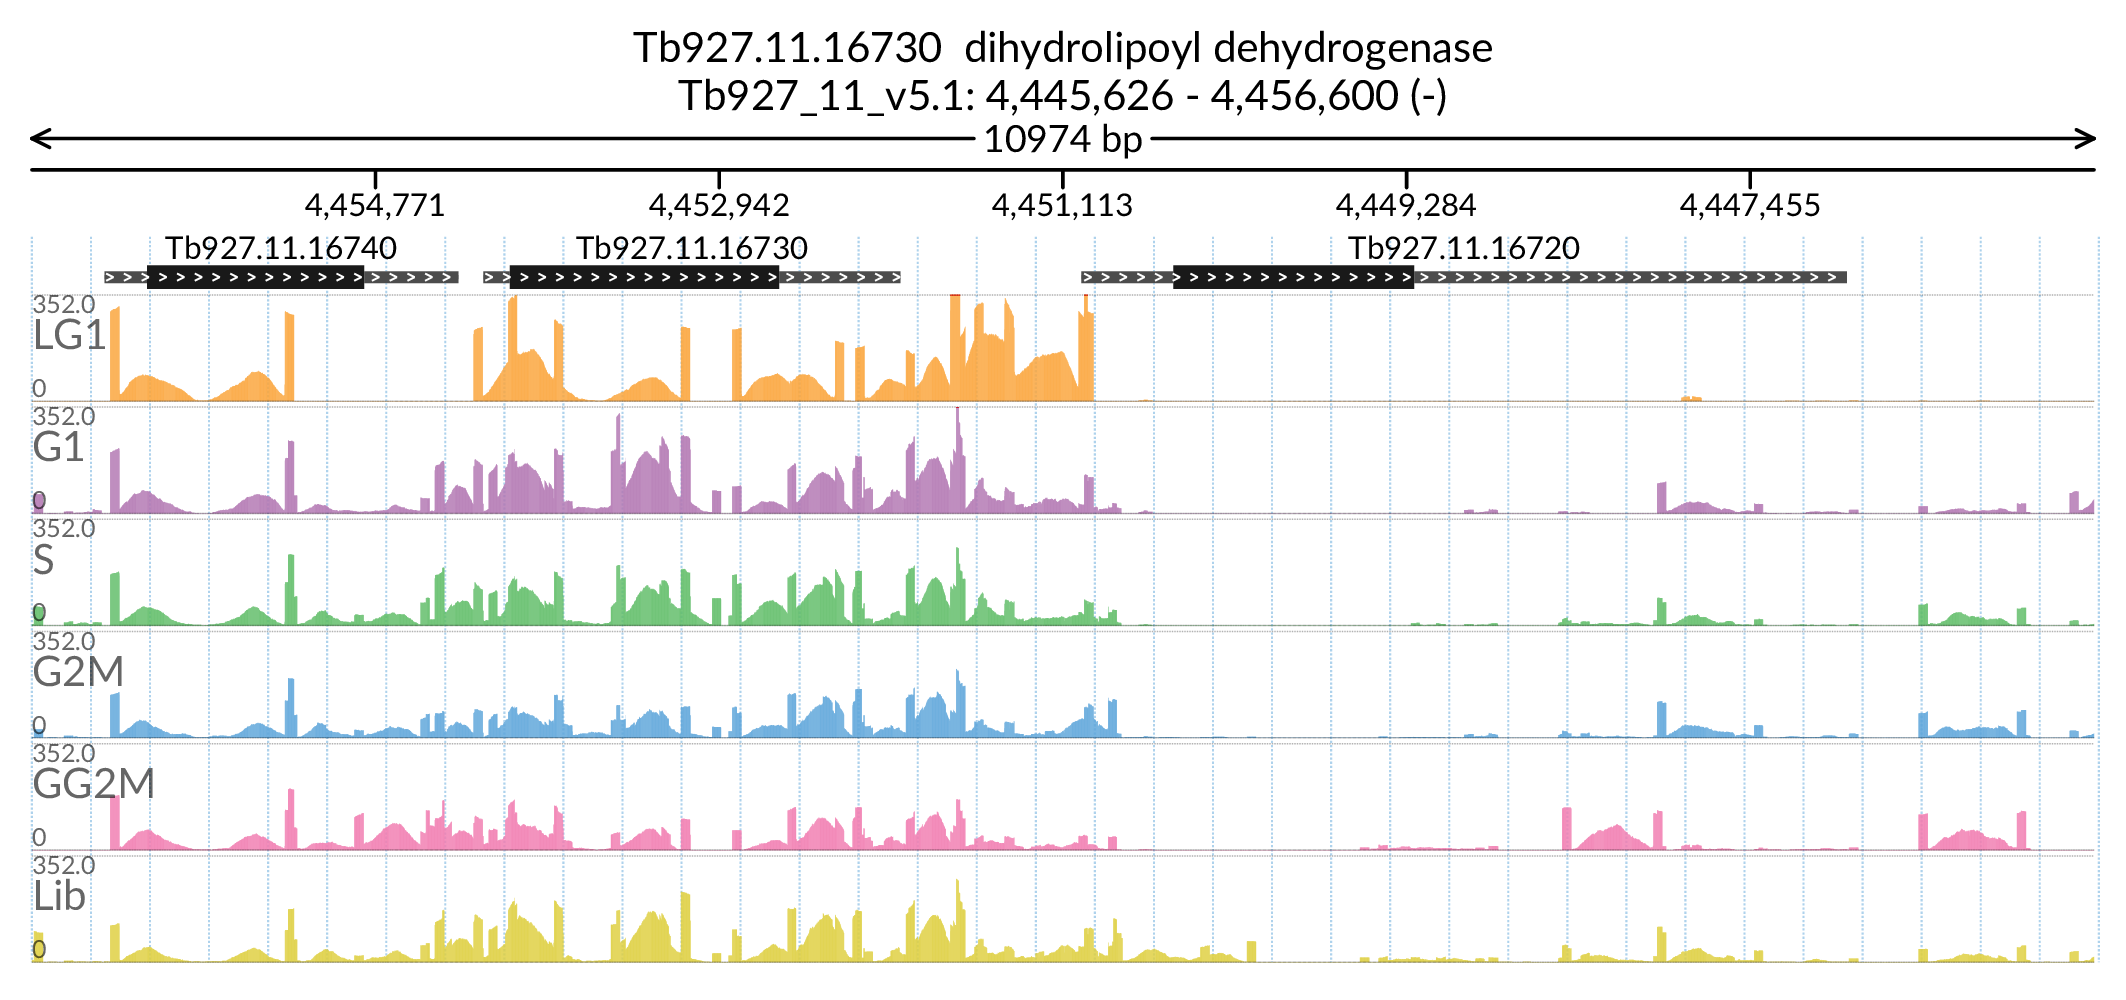 Tb927.11.16730 dihydrolipoyl dehydrogenase
Tb927_11_v5.1: 4,445,626 - 4,456,600 (-)
10974 bp
4,454,771 4,452,942 4,451,113 4,449,284 4,447,455
Tb927.11.16740 Tb927.11.16730 Tb927.11.16720
352.0
LG1
0
352.0
G1
0
352.0
S
0
352.0
G2M
0
352.0
GG2M
0
352.0
Lib
0